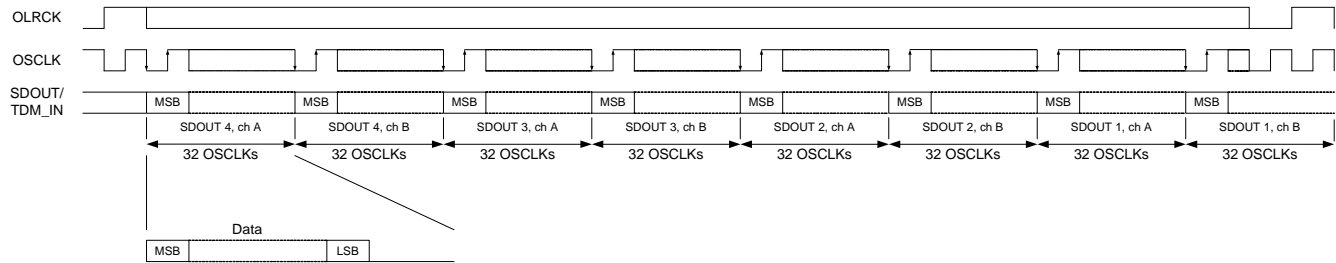 OLRCK
OSCLK
SDOUT/
TDM_IN
MSB MSB MSB MSB MSB MSB MSB MSB
SDOUT 4, ch A SDOUT 4, ch B SDOUT 3, ch A SDOUT 3, ch B SDOUT 2, ch A SDOUT 2, ch B SDOUT 1, ch A SDOUT 1, ch B
32 OSCLKs 32 OSCLKs 32 OSCLKs 32 OSCLKs 32 OSCLKs 32 OSCLKs 32 OSCLKs 32 OSCLKs
Data
MSB LSB